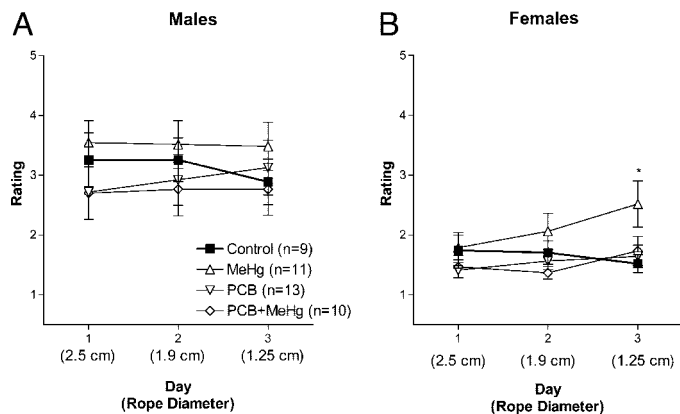 A
Males
5
4
3
2
1
Rating
Control (n=9)
MeHg (n=11)
PCB (n=13)
PCB+MeHg (n=10)
1
2
3
(2.5 cm)
(1.9 cm)
(1.25 cm)
Day
(Rope Diameter)
B
Females
5
4
3
2
1
Rating
*
1
2
3
(2.5 cm)
(1.9 cm)
(1.25 cm)
Day
(Rope Diameter)